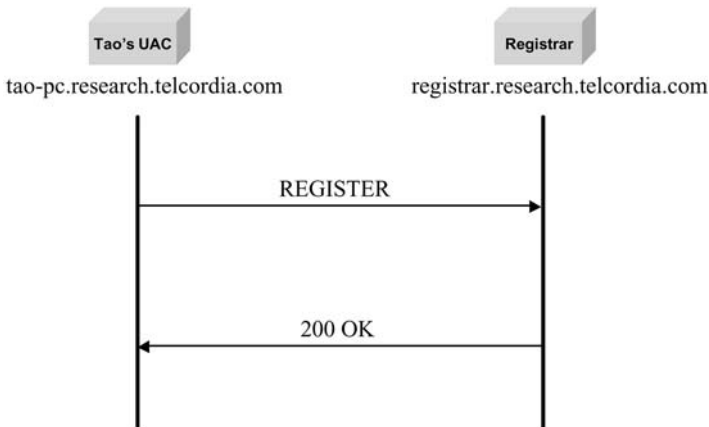 Tao's UAC
Registrar
tao-pc.research.telcordia.com
registrar.research.telcordia.com
REGISTER
200 OK